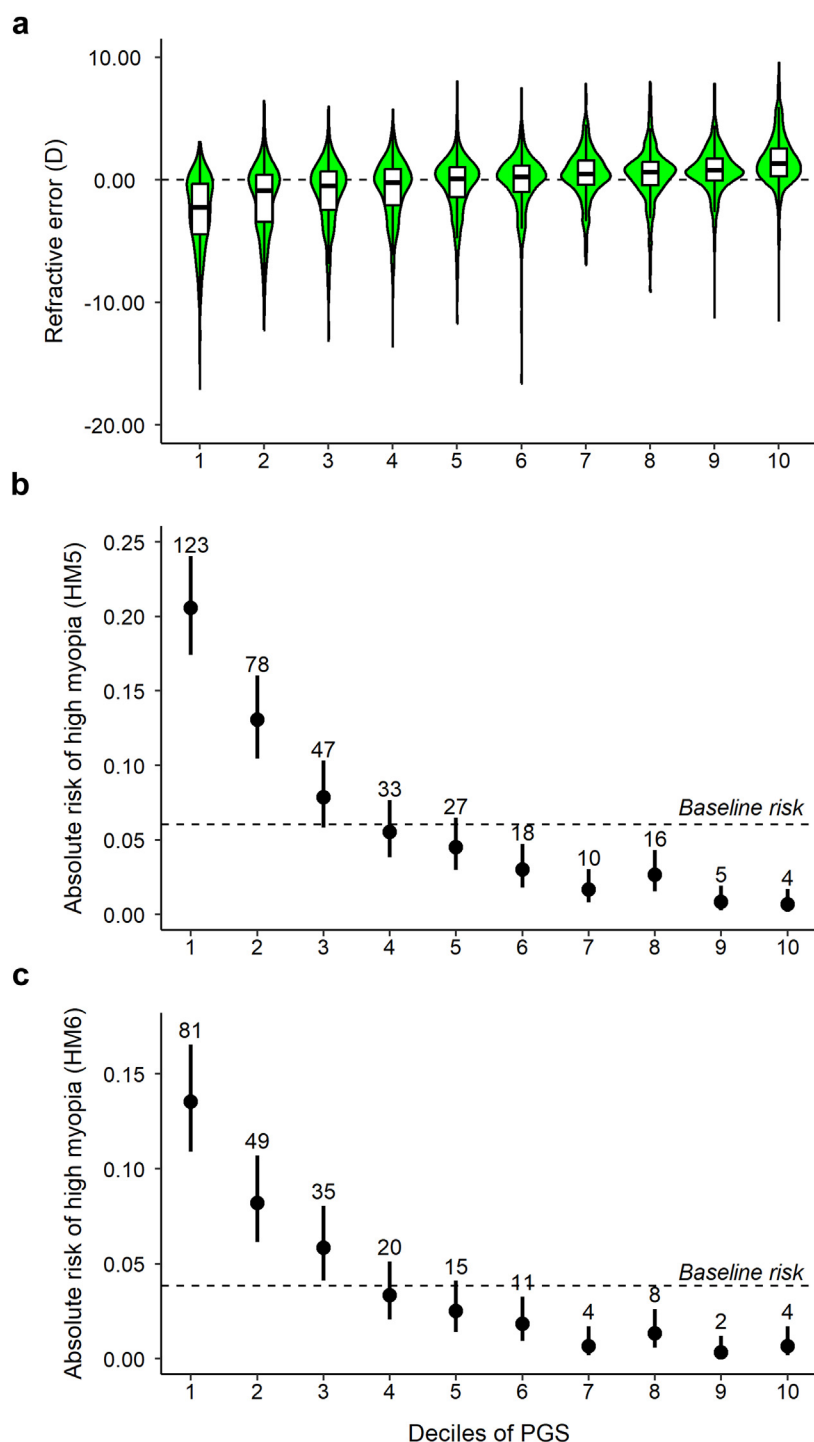 a
Refractive error (D)
10.00
0.00
-10.00
-20.00
1 2 3 4 5 6 7 8 9 10
b
Absolute risk of high myopia (HM5)
0.25
0.20
0.15
0.10
0.05
0.00
123
78
47
33
27
18
10
16
5
4
Baseline risk
1 2 3 4 5 6 7 8 9 10
c
Absolute risk of high myopia (HM6)
0.15
0.10
0.05
0.00
81
49
35
20
15
11
4
8
2
4
Baseline risk
1 2 3 4 5 6 7 8 9 10
Deciles of PGS